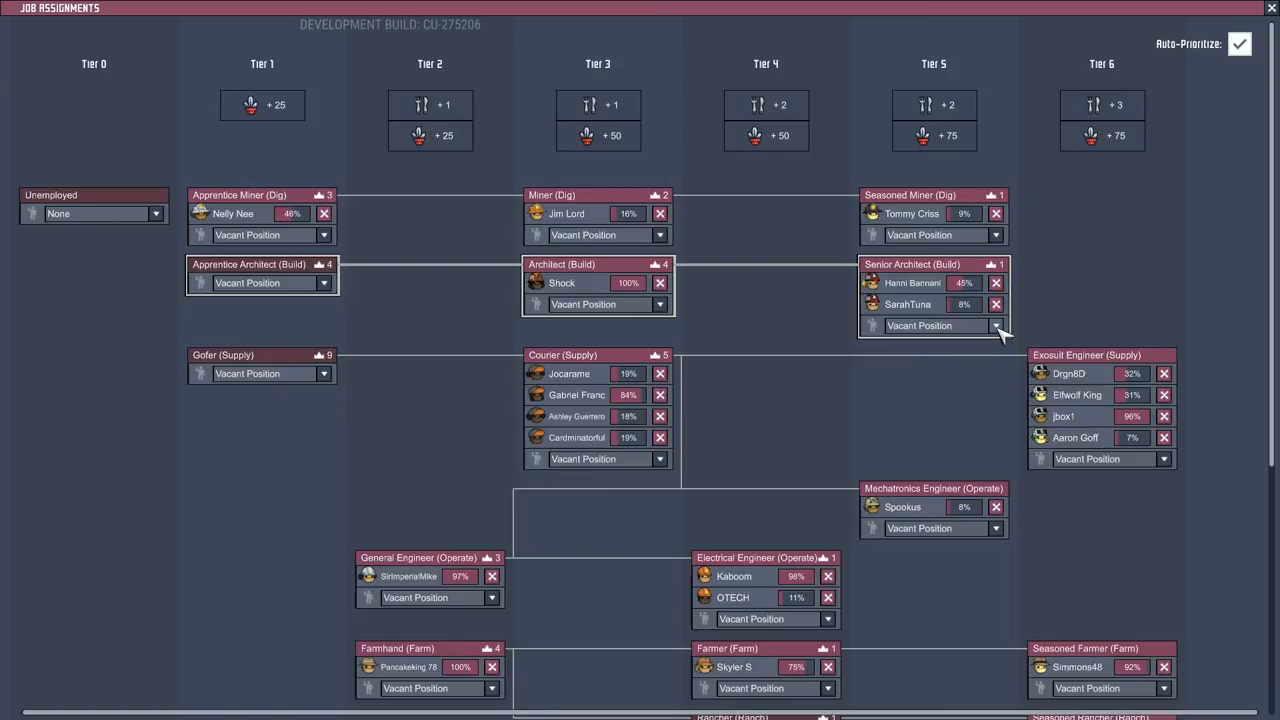 JOB ASSIGNMENTS
DEVELOPMENT BUILD: CU-275206
Auto-Prioritize:
Tier 0
Tier 1
Tier 2
Tier 3
Tier 4
Tier 5
Tier 6
+ 25
+ 1
+ 1
+ 2
+ 2
+ 3
+ 25
+ 50
+ 50
+ 75
+ 75
Unemployed
None
Apprentice Miner (Dig) 3
Nelly Nee 46%
Vacant Position
Miner (Dig) 2
Jim Lord 16%
Vacant Position
Seasoned Miner (Dig) 1
Tommy Criss 9%
Vacant Position
Apprentice Architect (Build) 4
Vacant Position
Architect (Build) 4
Shock 100%
Vacant Position
Senior Architect (Build) 1
Hanni Bannani 45%
SarahTuna 8%
Vacant Position
Gofer (Supply) 9
Vacant Position
Courier (Supply) 5
Jocarame 19%
Gabriel Franc 84%
Ashley Guerrero 18%
Cardminatorful 19%
Vacant Position
Exosuit Engineer (Supply)
Drgn8D 32%
Elfwolf King 31%
jbox1 96%
Aaron Goff 7%
Vacant Position
Mechatronics Engineer (Operate)
Spookus 8%
Vacant Position
General Engineer (Operate) 3
SirImperialMike 97%
Vacant Position
Electrical Engineer (Operate) 1
Kaboom 98%
OTECH 11%
Vacant Position
Farmhand (Farm) 4
Pancakeking 78 100%
Vacant Position
Farmer (Farm) 1
Skyler S 75%
Vacant Position
Seasoned Farmer (Farm)
Simmons48 92%
Vacant Position
Rancher (Ranch) 1
Seasoned Rancher (Ranch)